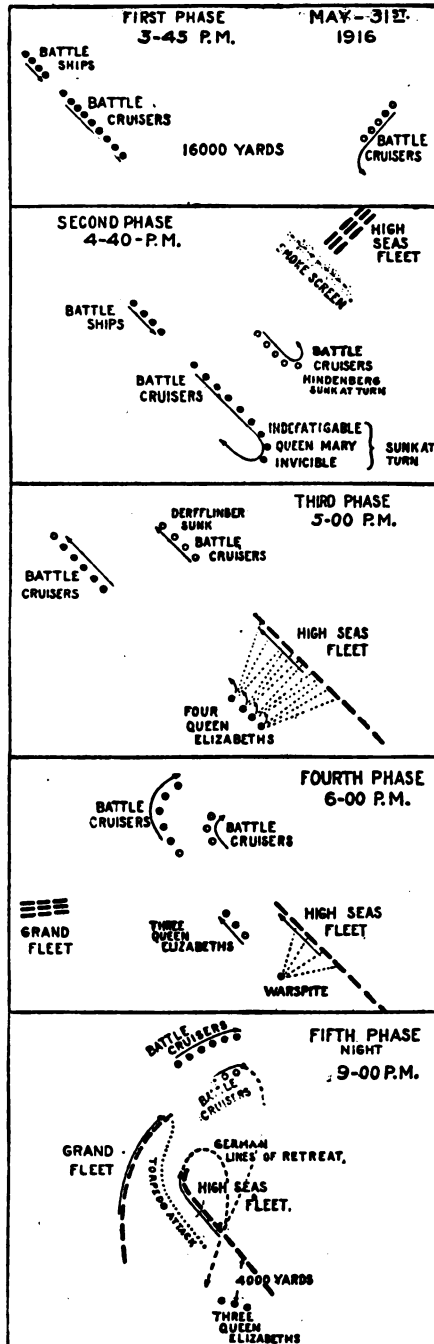 FIRST PHASE
3-45 P.M.
MAY-31ST.
1916
BATTLE
SHIPS
BATTLE
CRUISERS
16000 YARDS
BATTLE
CRUISERS
SECOND PHASE
4-40-P.M.
HIGH
SEAS
FLEET
SMOKE SCREEN
BATTLE
SHIPS
BATTLE
CRUISERS
HINDENBERG
SUNK AT TURN
BATTLE
CRUISERS
INDEFATIGABLE
QUEEN MARY
INVICIBLE
SUNK AT
TURN
THIRD PHASE
5-00 P.M.
DERFFLINBER
SUNK
BATTLE
CRUISERS
BATTLE
CRUISERS
HIGH SEAS
FLEET
FOUR
QUEEN
ELIZABETHS
FOURTH PHASE
6-00 P.M.
BATTLE
CRUISERS
BATTLE
CRUISERS
GRAND
FLEET
THREE
QUEEN
ELIZABETHS
HIGH SEAS
FLEET
WARSPITE
FIFTH PHASE
NIGHT
9-00 P.M.
BATTLE CRUISERS
BATTLE
CRUISERS
GRAND
FLEET
GERMAN
LINES OF RETREAT.
TORPEDO ATTACK
HIGH SEAS
FLEET.
4000 YARDS
THREE
QUEEN
ELIZABETHS